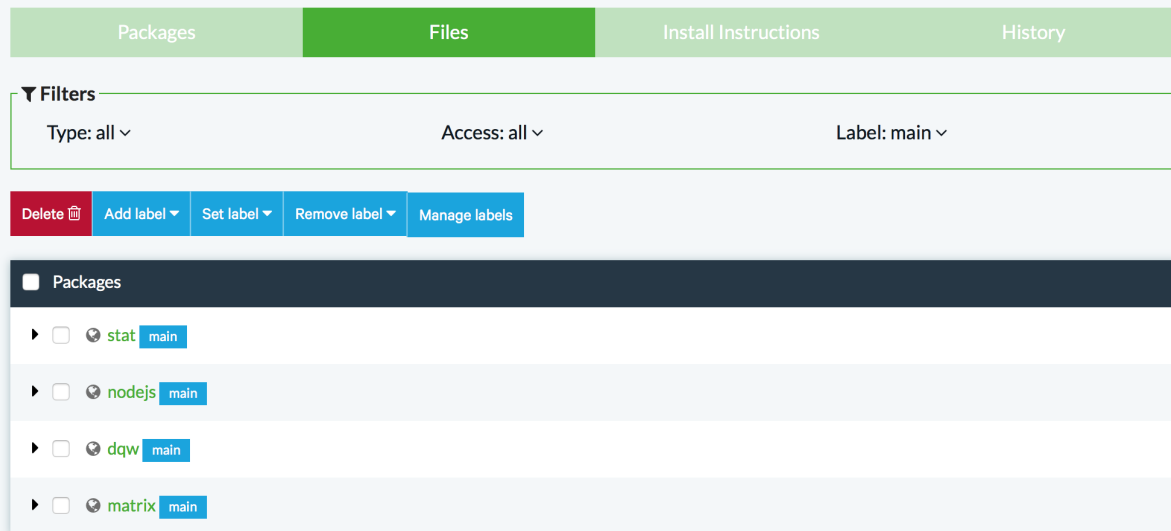 Packages Files Install Instructions History
Filters
Type: all Access: all Label: main
Delete Add label Set label Remove label Manage labels
Packages
stat main
nodejs main
dqw main
matrix main